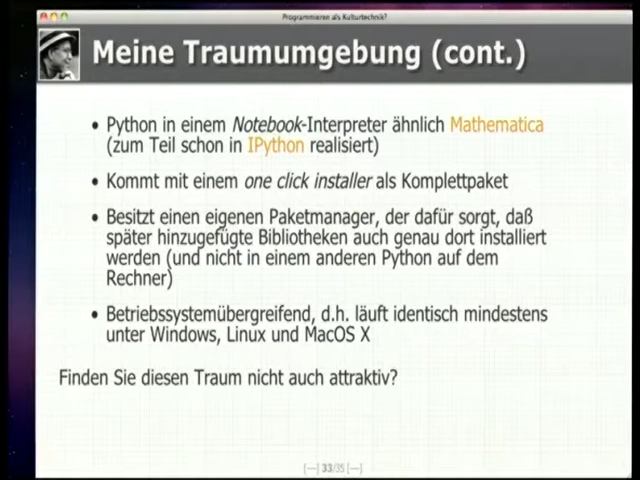 Programmieren als Kulturtechnik?
Meine Traumumgebung (cont.)
• Python in einem Notebook-Interpreter ähnlich Mathematica
(zum Teil schon in IPython realisiert)
• Kommt mit einem one click installer als Komplettpaket
• Besitzt einen eigenen Paketmanager, der dafür sorgt, daß
später hinzugefügte Bibliotheken auch genau dort installiert
werden (und nicht in einem anderen Python auf dem
Rechner)
• Betriebssystemübergreifend, d.h. läuft identisch mindestens
unter Windows, Linux und MacOS X
Finden Sie diesen Traum nicht auch attraktiv?
[—] 33/35 [—]